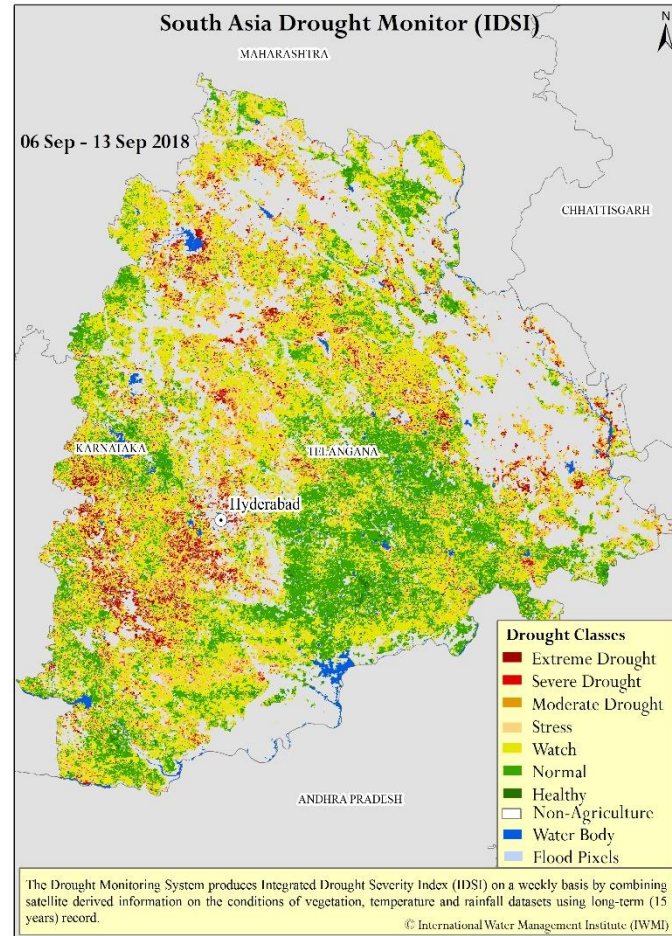 South Asia Drought Monitor (IDSI)
N
MAHARASHTRA
06 Sep - 13 Sep 2018
CHHATTISGARH
KARNATAKA
TELANGANA
Hyderabad
Drought Classes
Extreme Drought
Severe Drought
Moderate Drought
Stress
Watch
Normal
Healthy
Non-Agriculture
Water Body
Flood Pixels
ANDHRA PRADESH
The Drought Monitoring System produces Integrated Drought Severity Index (IDSI) on a weekly basis by combining
satellite derived information on the conditions of vegetation, temperature and rainfall datasets using long-term (15
years) record.
© International Water Management Institute (IWMI)